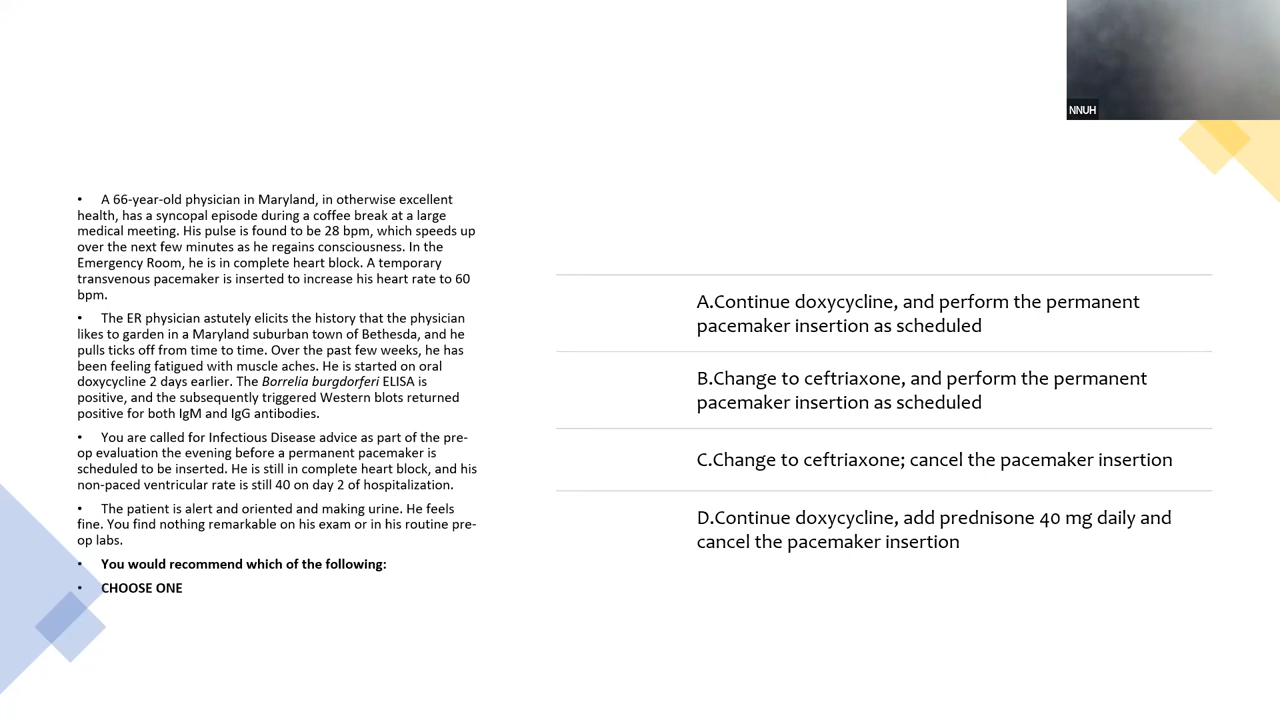 NNUH
• A 66-year-old physician in Maryland, in otherwise excellent
health, has a syncopal episode during a coffee break at a large
medical meeting. His pulse is found to be 28 bpm, which speeds up
over the next few minutes as he regains consciousness. In the
Emergency Room, he is in complete heart block. A temporary
transvenous pacemaker is inserted to increase his heart rate to 60
bpm.
• The ER physician astutely elicits the history that the physician
likes to garden in a Maryland suburban town of Bethesda, and he
pulls ticks off from time to time. Over the past few weeks, he has
been feeling fatigued with muscle aches. He is started on oral
doxycycline 2 days earlier. The Borrelia burgdorferi ELISA is
positive, and the subsequently triggered Western blots returned
positive for both IgM and IgG antibodies.
• You are called for Infectious Disease advice as part of the pre-
op evaluation the evening before a permanent pacemaker is
scheduled to be inserted. He is still in complete heart block, and his
non-paced ventricular rate is still 40 on day 2 of hospitalization.
• The patient is alert and oriented and making urine. He feels
fine. You find nothing remarkable on his exam or in his routine pre-
op labs.
• You would recommend which of the following:
• CHOOSE ONE
A.Continue doxycycline, and perform the permanent
pacemaker insertion as scheduled
B.Change to ceftriaxone, and perform the permanent
pacemaker insertion as scheduled
C.Change to ceftriaxone; cancel the pacemaker insertion
D.Continue doxycycline, add prednisone 40 mg daily and
cancel the pacemaker insertion